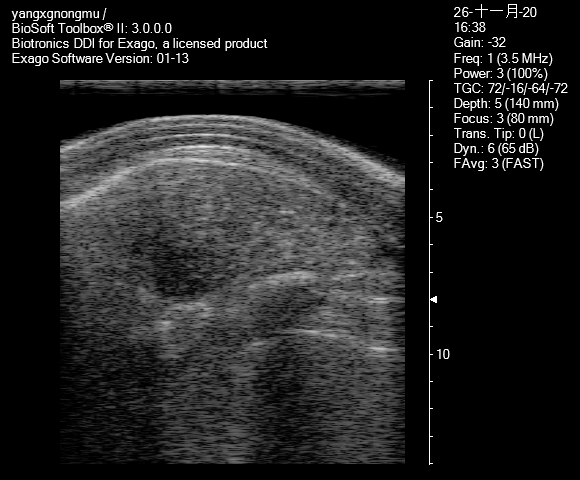 yangxgnongmu /
BioSoft Toolbox® II: 3.0.0.0
Biotronics DDI for Exago, a licensed product
Exago Software Version: 01-13
26-十一月-20
16:38
Gain: -32
Freq: 1 (3.5 MHz)
Power: 3 (100%)
TGC: 72/-16/-64/-72
Depth: 5 (140 mm)
Focus: 3 (80 mm)
Trans. Tip: 0 (L)
Dyn.: 6 (65 dB)
FAvg: 3 (FAST)
5
10